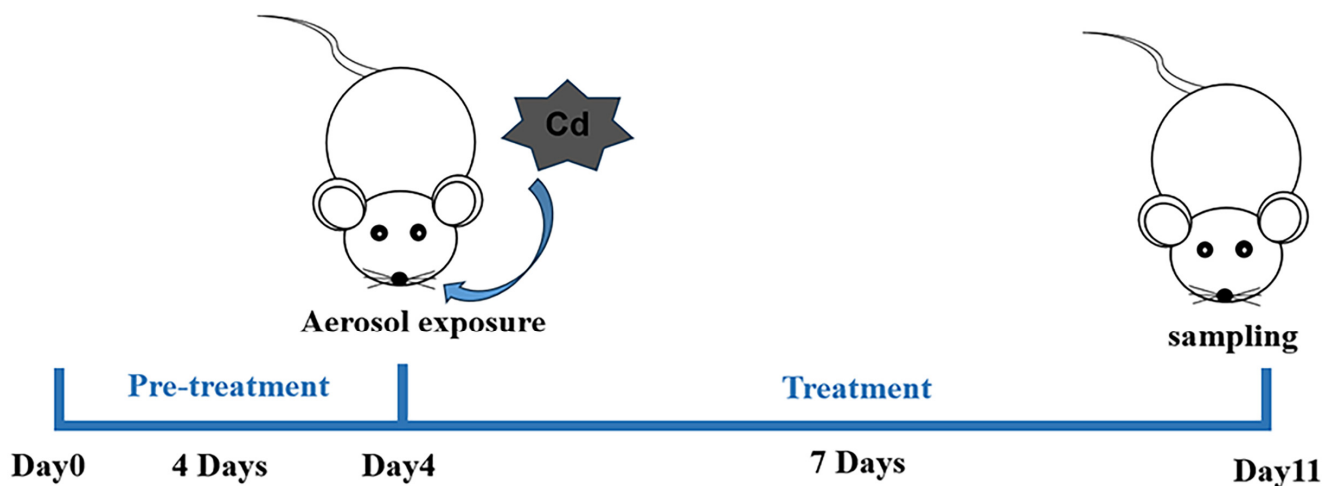 Cd
Aerosol exposure
sampling
Pre-treatment
Treatment
Day0
4 Days
Day4
7 Days
Day11